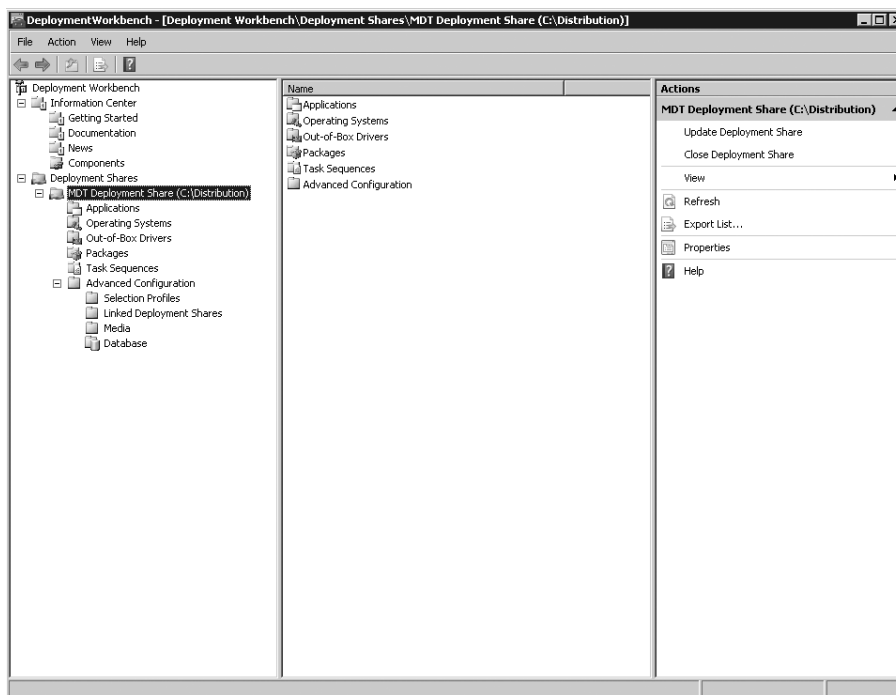 DeploymentWorkbench - [Deployment Workbench\Deployment Shares\MDT Deployment Share (C:\Distribution)]
File Action View Help
Deployment Workbench
Information Center
Getting Started
Documentation
News
Components
Deployment Shares
MDT Deployment Share (C:\Distribution)
Applications
Operating Systems
Out-of-Box Drivers
Packages
Task Sequences
Advanced Configuration
Selection Profiles
Linked Deployment Shares
Media
Database
Name
Applications
Operating Systems
Out-of-Box Drivers
Packages
Task Sequences
Advanced Configuration
Actions
MDT Deployment Share (C:\Distribution)
Update Deployment Share
Close Deployment Share
View
Refresh
Export List...
Properties
Help